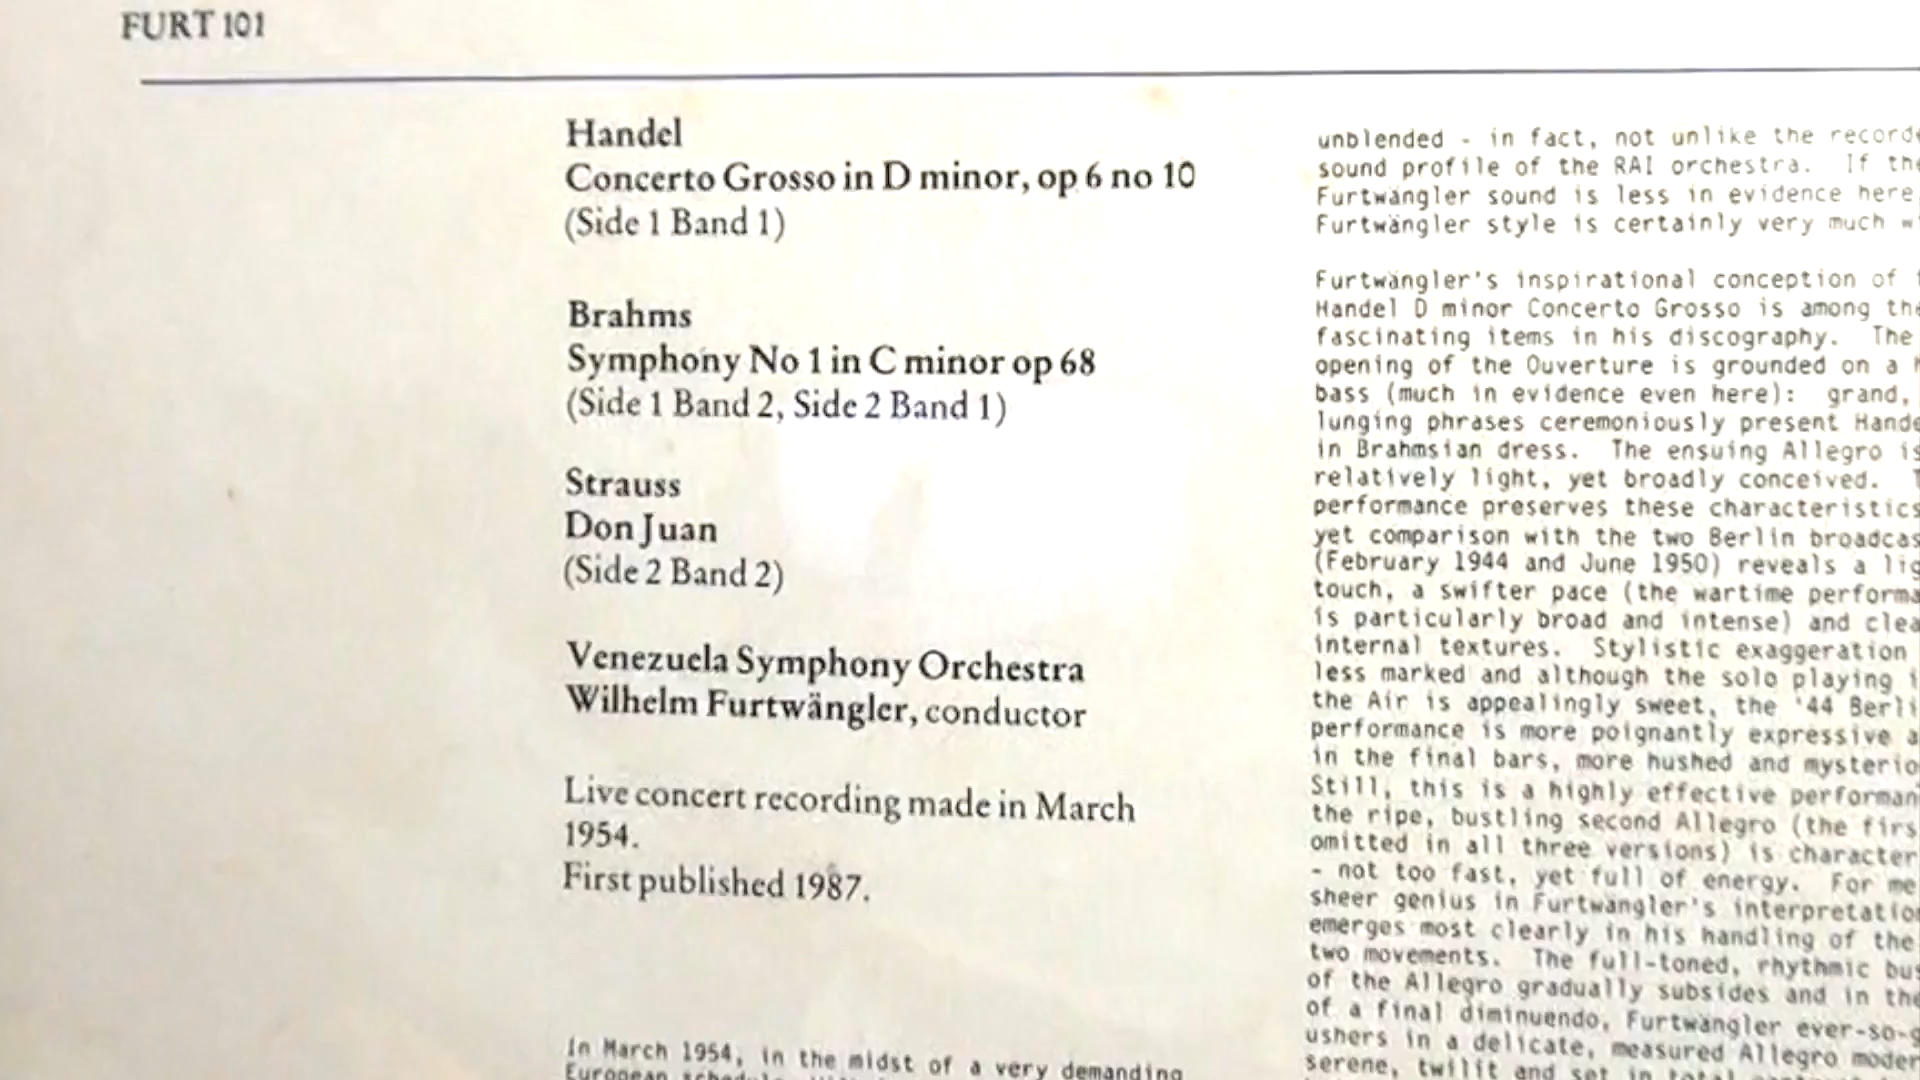 FURT 101
Handel
Concerto Grosso in D minor, op 6 no 10
(Side 1 Band 1)
Brahms
Symphony No 1 in C minor op 68
(Side 1 Band 2, Side 2 Band 1)
Strauss
Don Juan
(Side 2 Band 2)
Venezuela Symphony Orchestra
Wilhelm Furtwängler, conductor
Live concert recording made in March
1954.
First published 1987.
In March 1954, in the midst of a very demanding
European
unblended - in fact, not unlike the
sound profile of the RAI orchestra. If
Furtwängler sound is less in evidence here
Furtwängler style is certainly very much
Furtwängler's inspirational conception of
Handel D minor Concerto Grosso is among
fascinating items in his discography. The
opening of the Ouverture is grounded on a
bass (much in evidence even here): grand,
lunging phrases ceremoniously present
in Brahmsian dress. The ensuing Allegro
relatively light, yet broadly conceived.
performance preserves these characteristics
yet comparison with the two Berlin
(February 1944 and June 1950) reveals a
touch, a swifter pace (the wartime
is particularly broad and intense) and
internal textures. Stylistic exaggeration
less marked and although the solo playing
the Air is appealingly sweet, the '44
performance is more poignantly expressive
in the final bars, more hushed and
Still, this is a highly effective
the ripe, bustling second Allegro (the
omitted in all three versions) is
- not too fast, yet full of energy. For me
sheer genius in Furtwängler's
emerges most clearly in his handling of the
two movements. The full-toned, rhythmic
of the Allegro gradually subsides and in
of a final diminuendo, Furtwängler
ushers in a delicate, measured Allegro
serene, twilit and set in total